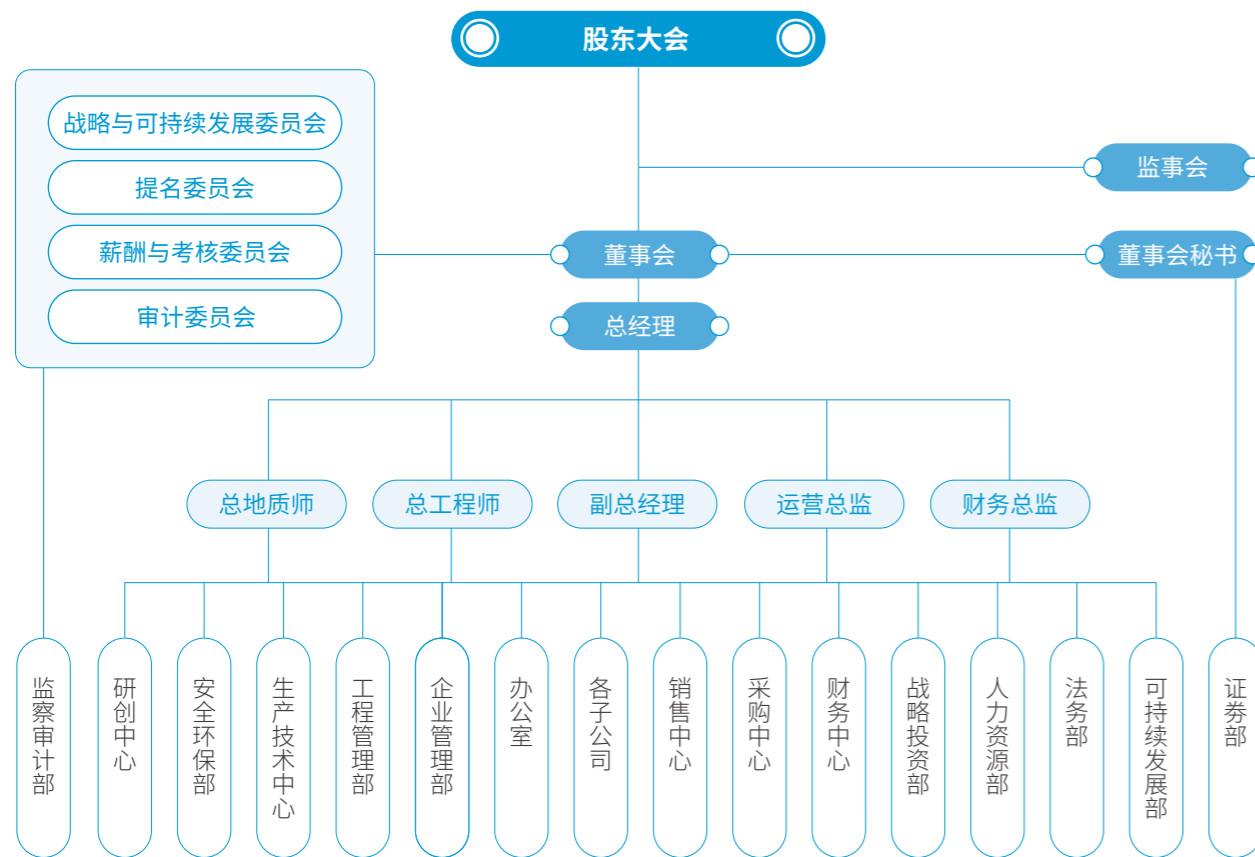 股东大会
战略与可持续发展委员会
提名委员会
薪酬与考核委员会
审计委员会
监事会
董事会
董事会秘书
总经理
总地质师
总工程师
副总经理
运营总监
财务总监
监察审计部
研创中心
安全环保部
生产技术中心
工程管理部
企业管理部
办公室
各子公司
销售中心
采购中心
财务中心
战略投资部
人力资源部
法务部
可持续发展部
证券部